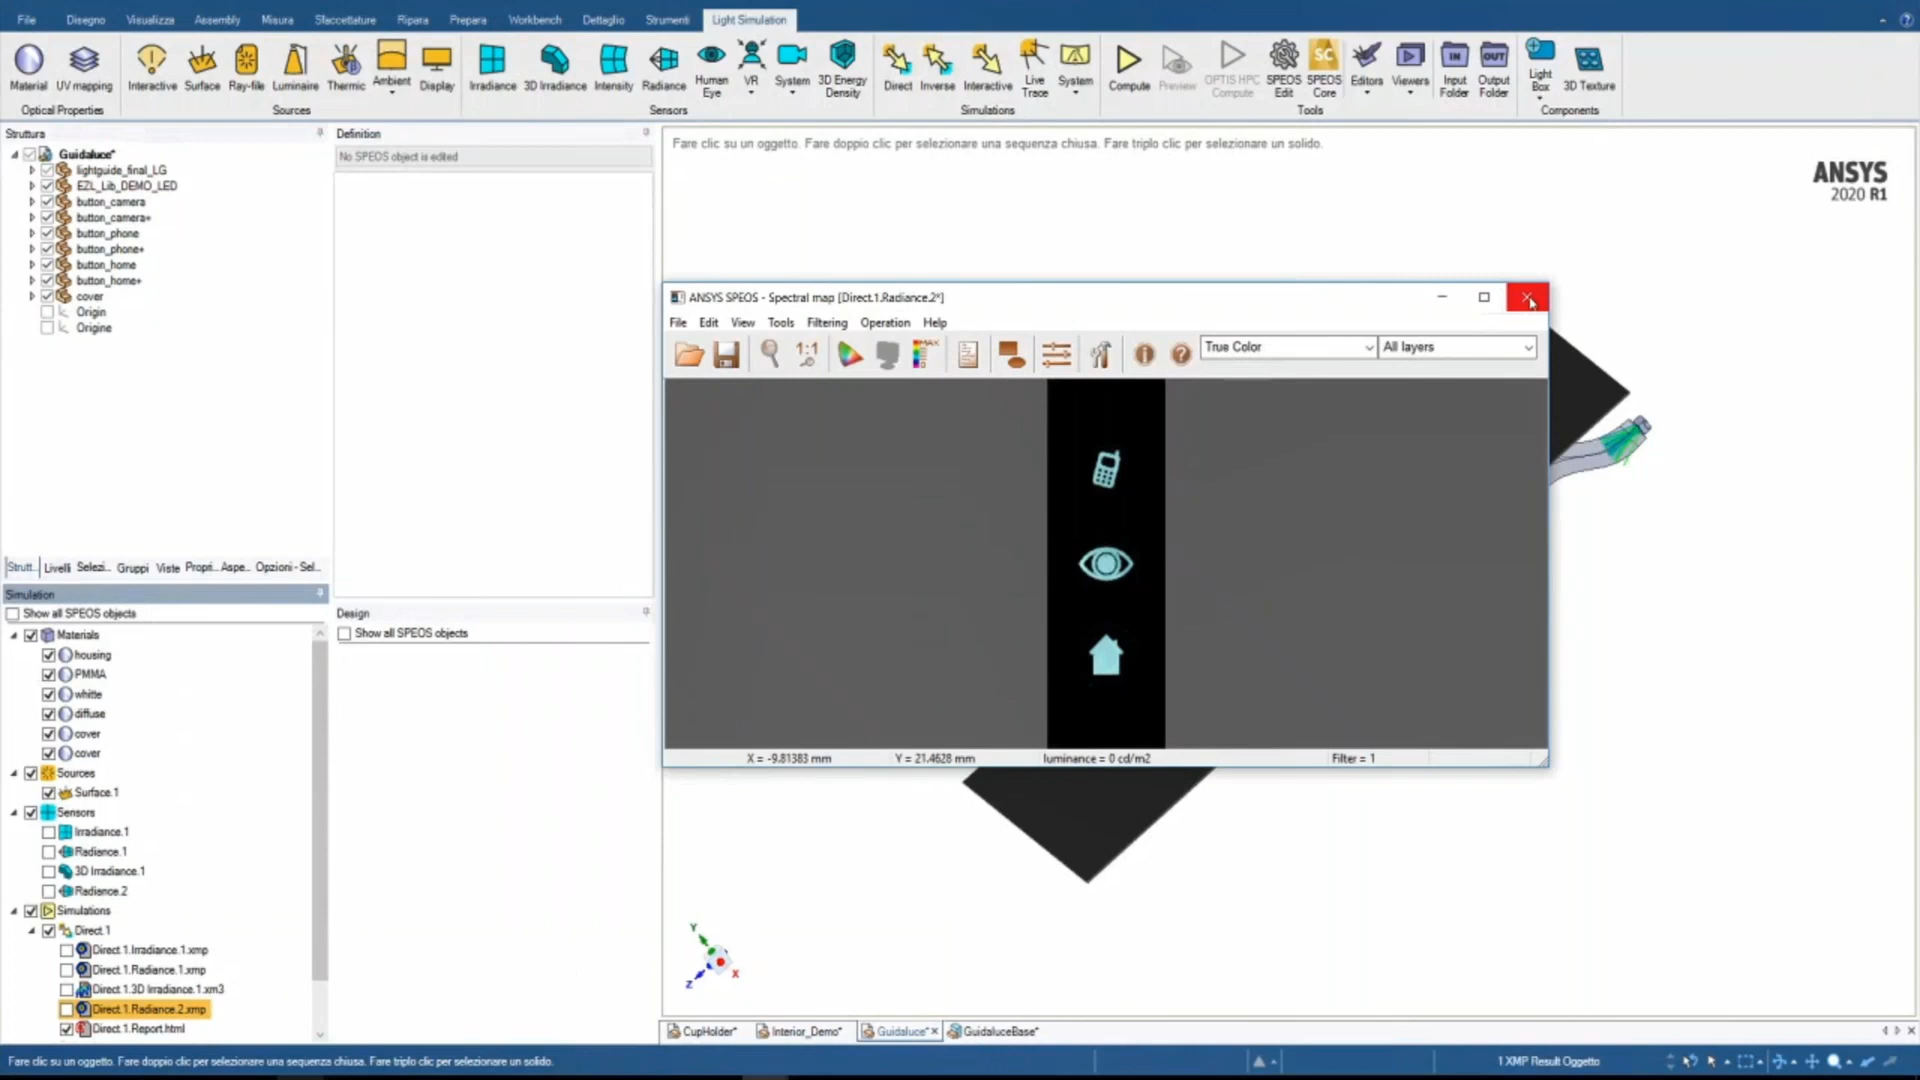 File Disegno Visualizza Assembly Misura Sfaccettature Ripara Prepara Workbench Dettaglio Strumenti Light Simulation
Material UV mapping Interactive Surface Ray-file Luminaire Thermic Ambient Display Irradiance 3D Irradiance Intensity Radiance Human Eye VR System 3D Energy Density Direct Inverse Interactive Live Trace System Compute Preview OPTIS HPC Compute SPEOS Edit SPEOS Core Editors Viewers Input Folder Output Folder Light Box 3D Texture
Optical Properties Sources Sensors Simulations Tools Components
Struttura
Guidaluce*
lightguide_final_LG
EZL_Lib_DEMO_LED
button_camera
button_camera+
button_phone
button_phone+
button_home
button_home+
cover
Origin
Origine
Strutt... Livelli Selezi... Gruppi Viste Propri... Aspe... Opzioni - Sel...
Simulation
Show all SPEOS objects
Materials
housing
PMMA
whitte
diffuse
cover
cover
Sources
Surface.1
Sensors
Irradiance.1
Radiance.1
3D Irradiance.1
Radiance.2
Simulations
Direct.1
Direct.1.Irradiance.1.xmp
Direct.1.Radiance.1.xmp
Direct.1.3D Irradiance.1.xm3
Direct.1.Radiance.2.xmp
Direct.1.Report.html
Definition
No SPEOS object is edited
Design
Show all SPEOS objects
Fare clic su un oggetto. Fare doppio clic per selezionare una sequenza chiusa. Fare triplo clic per selezionare un solido.
ANSYS
2020 R1
ANSYS SPEOS - Spectral map [Direct.1.Radiance.2*]
File Edit View Tools Filtering Operation Help
1:1 MAX True Color All layers
X = -9.81383 mm Y = 21.4628 mm luminance = 0 cd/m2 Filter = 1
Y
X
Z
CupHolder* Interior_Demo* Guidaluce* GuidaluceBase*
Fare clic su un oggetto. Fare doppio clic per selezionare una sequenza chiusa. Fare triplo clic per selezionare un solido.
1 XMP Result Oggetto